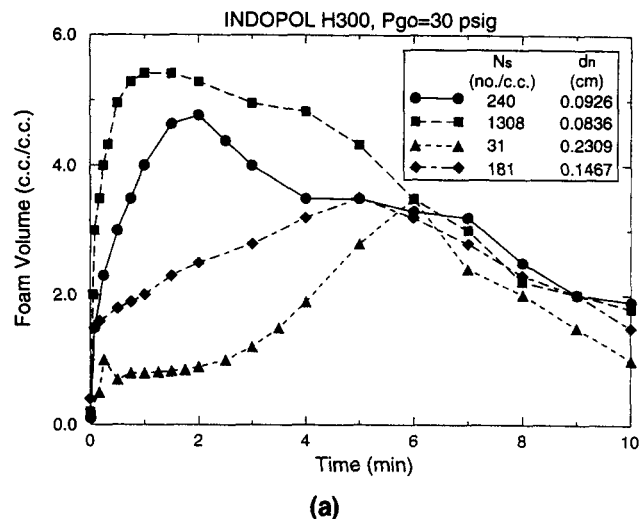 INDOPOL H300, Pgo=30 psig
6.0
4.0
2.0
0.0
Foam Volume (c.c./c.c.)
Ns dn
(no./c.c.) (cm)
240 0.0926
1308 0.0836
31 0.2309
181 0.1467
0 2 4 6 8 10
Time (min)
(a)